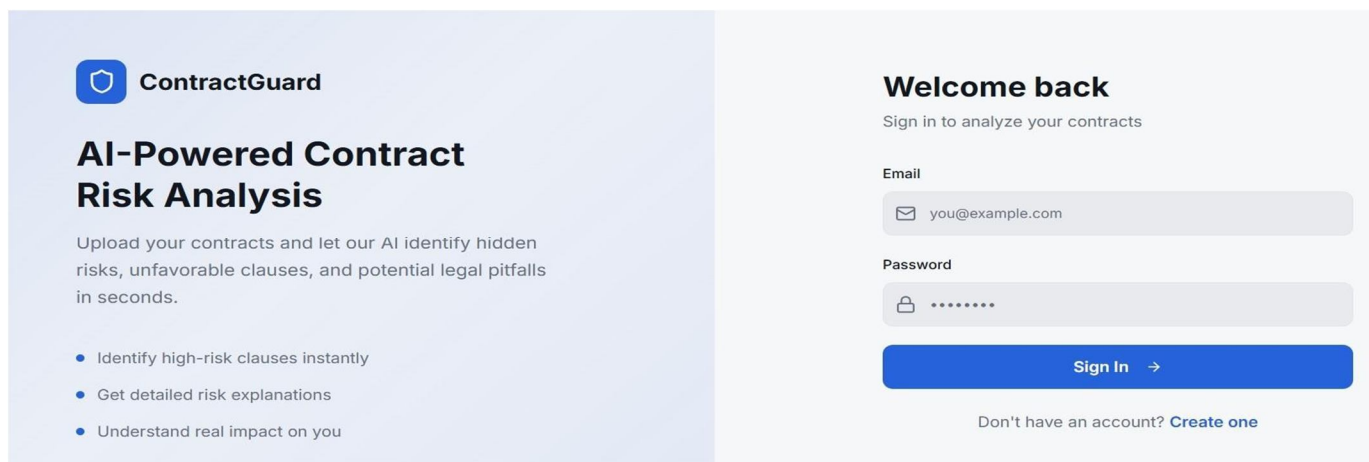 ContractGuard
AI-Powered Contract
Risk Analysis
Upload your contracts and let our AI identify hidden
risks, unfavorable clauses, and potential legal pitfalls
in seconds.
Identify high-risk clauses instantly
Get detailed risk explanations
Understand real impact on you
Welcome back
Sign in to analyze your contracts
Email
you@example.com
Password
••••••••
Sign In →
Don't have an account? Create one